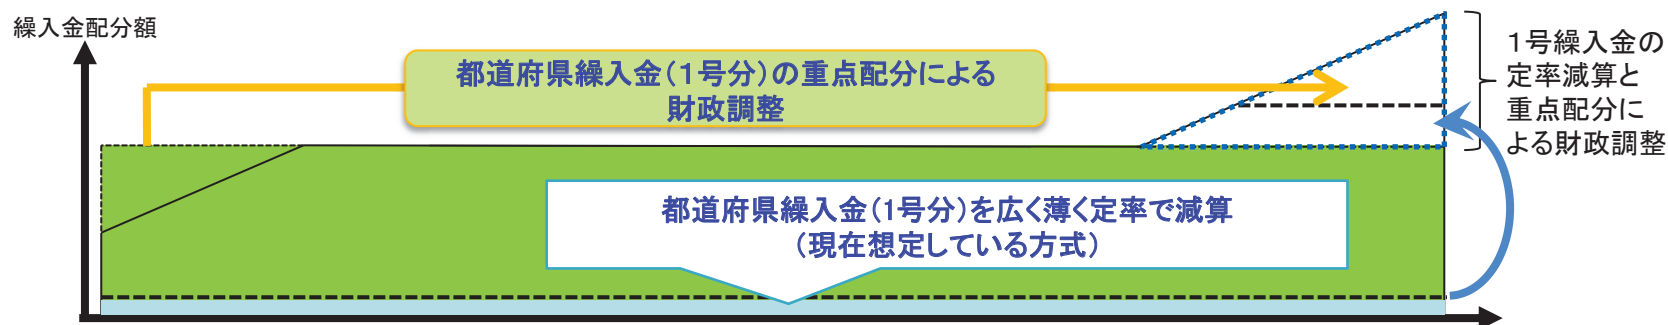 繰入金配分額
都道府県繰入金(１号分)の重点配分による
財政調整
１号繰入金の
定率減算と
重点配分に
よる財政調整
都道府県繰入金(1号分)を広く薄く定率で減算
(現在想定している方式)